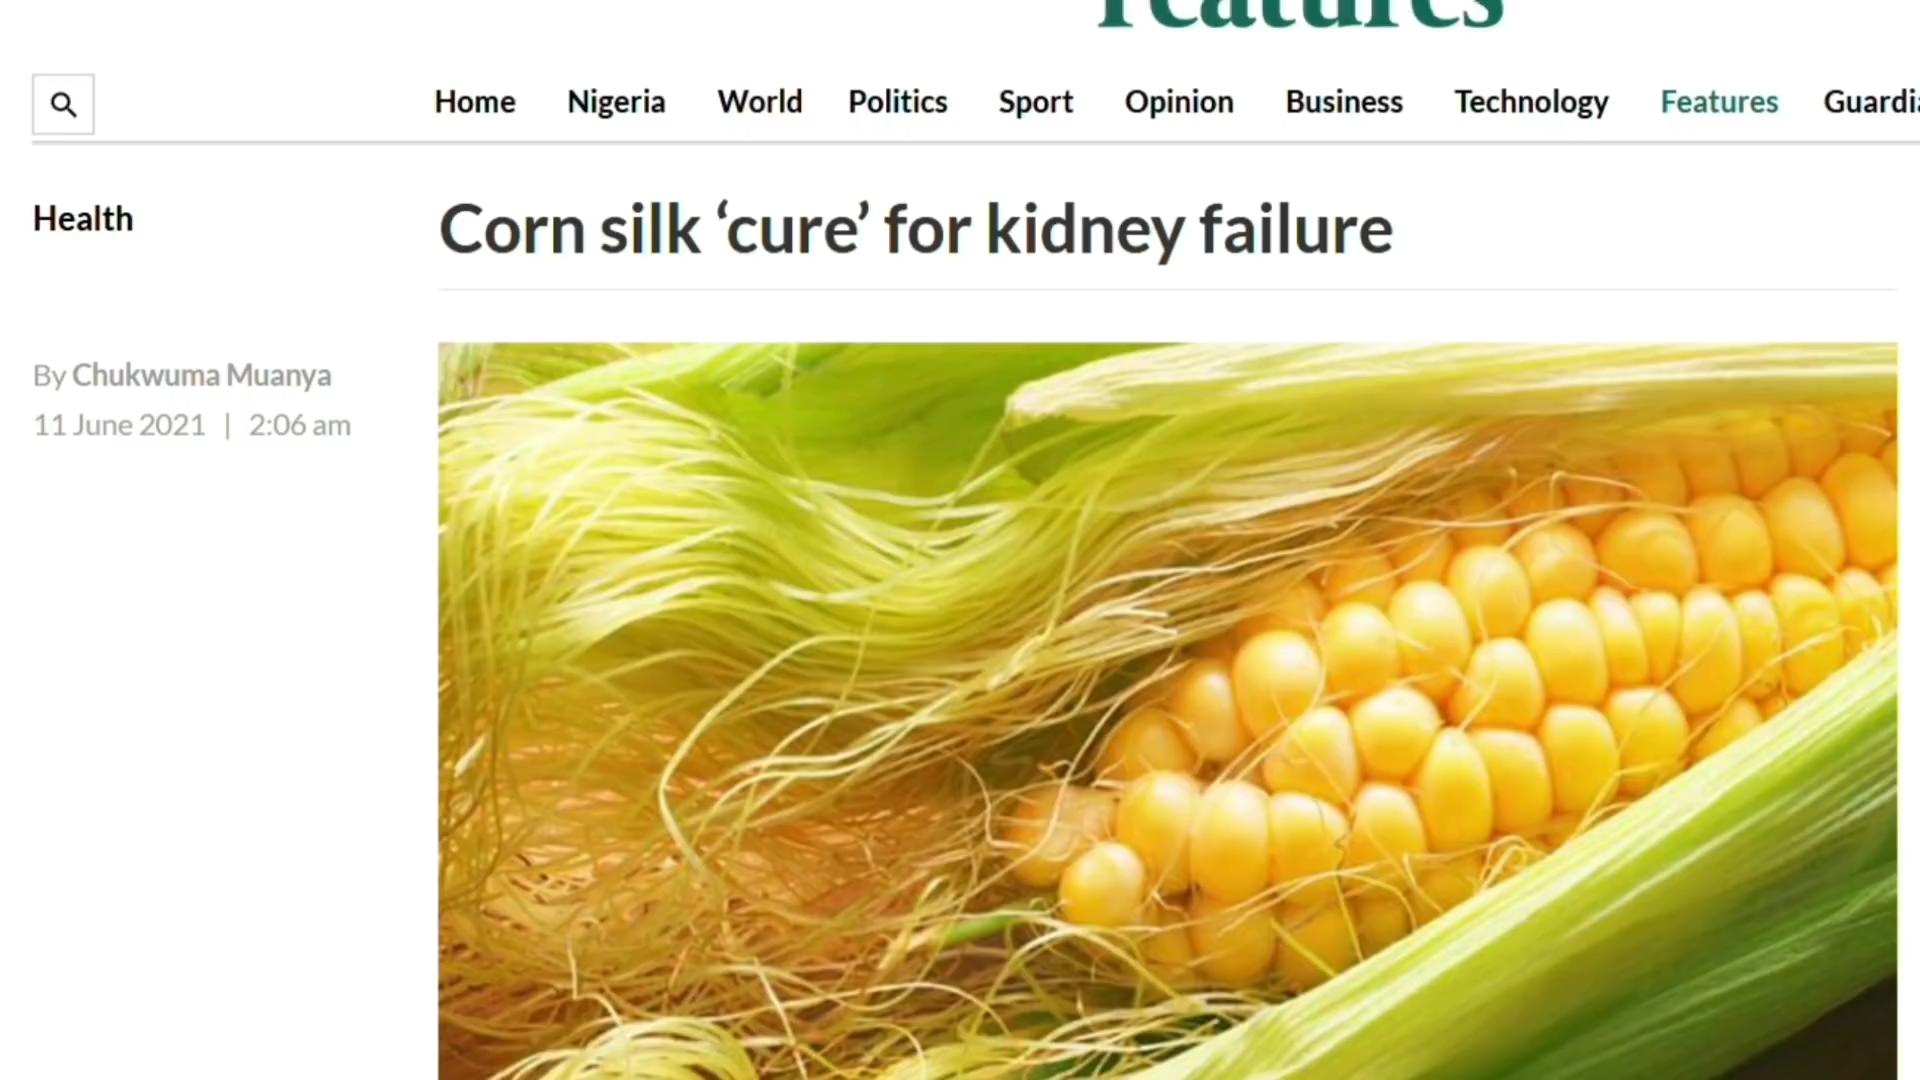 Features
Home Nigeria World Politics Sport Opinion Business Technology Features
Health
Corn silk ‘cure’ for kidney failure
By Chukwuma Muanya
11 June 2021 | 2:06 am